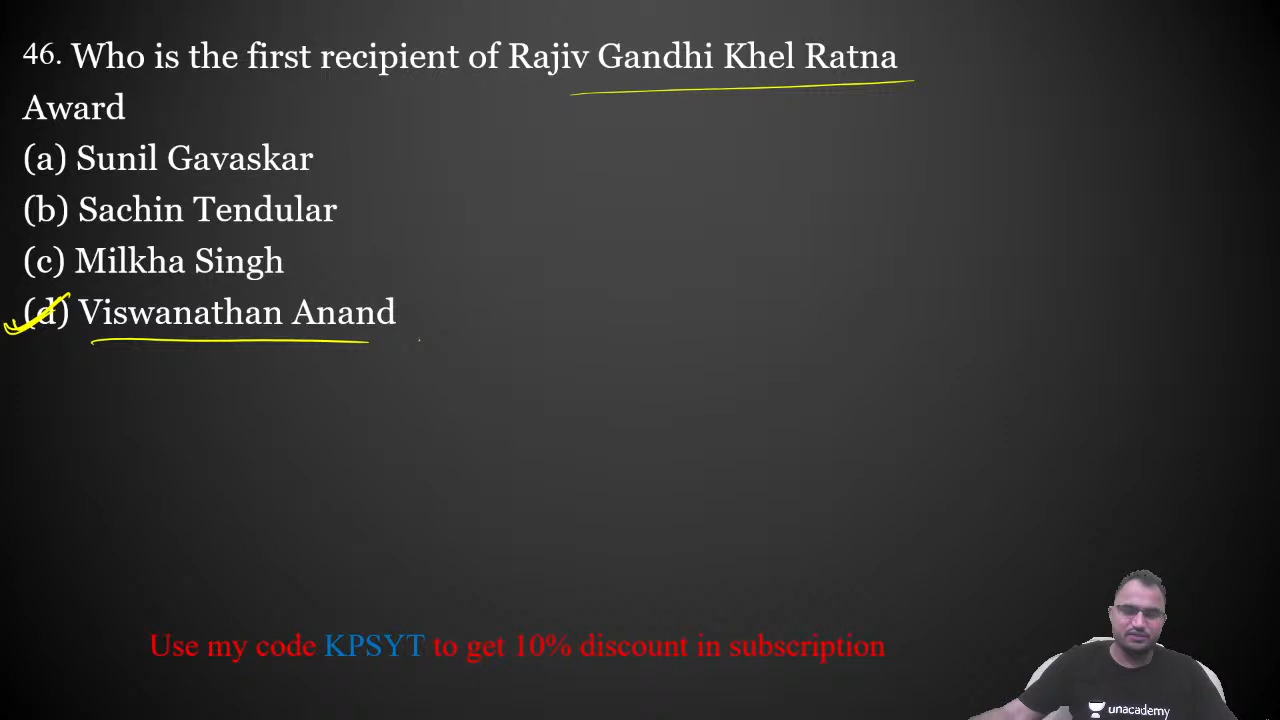 46. Who is the first recipient of Rajiv Gandhi Khel Ratna
Award
(a) Sunil Gavaskar
(b) Sachin Tendular
(c) Milkha Singh
(d) Viswanathan Anand
Use my code KPSYT to get 10% discount in subscription
unacademy